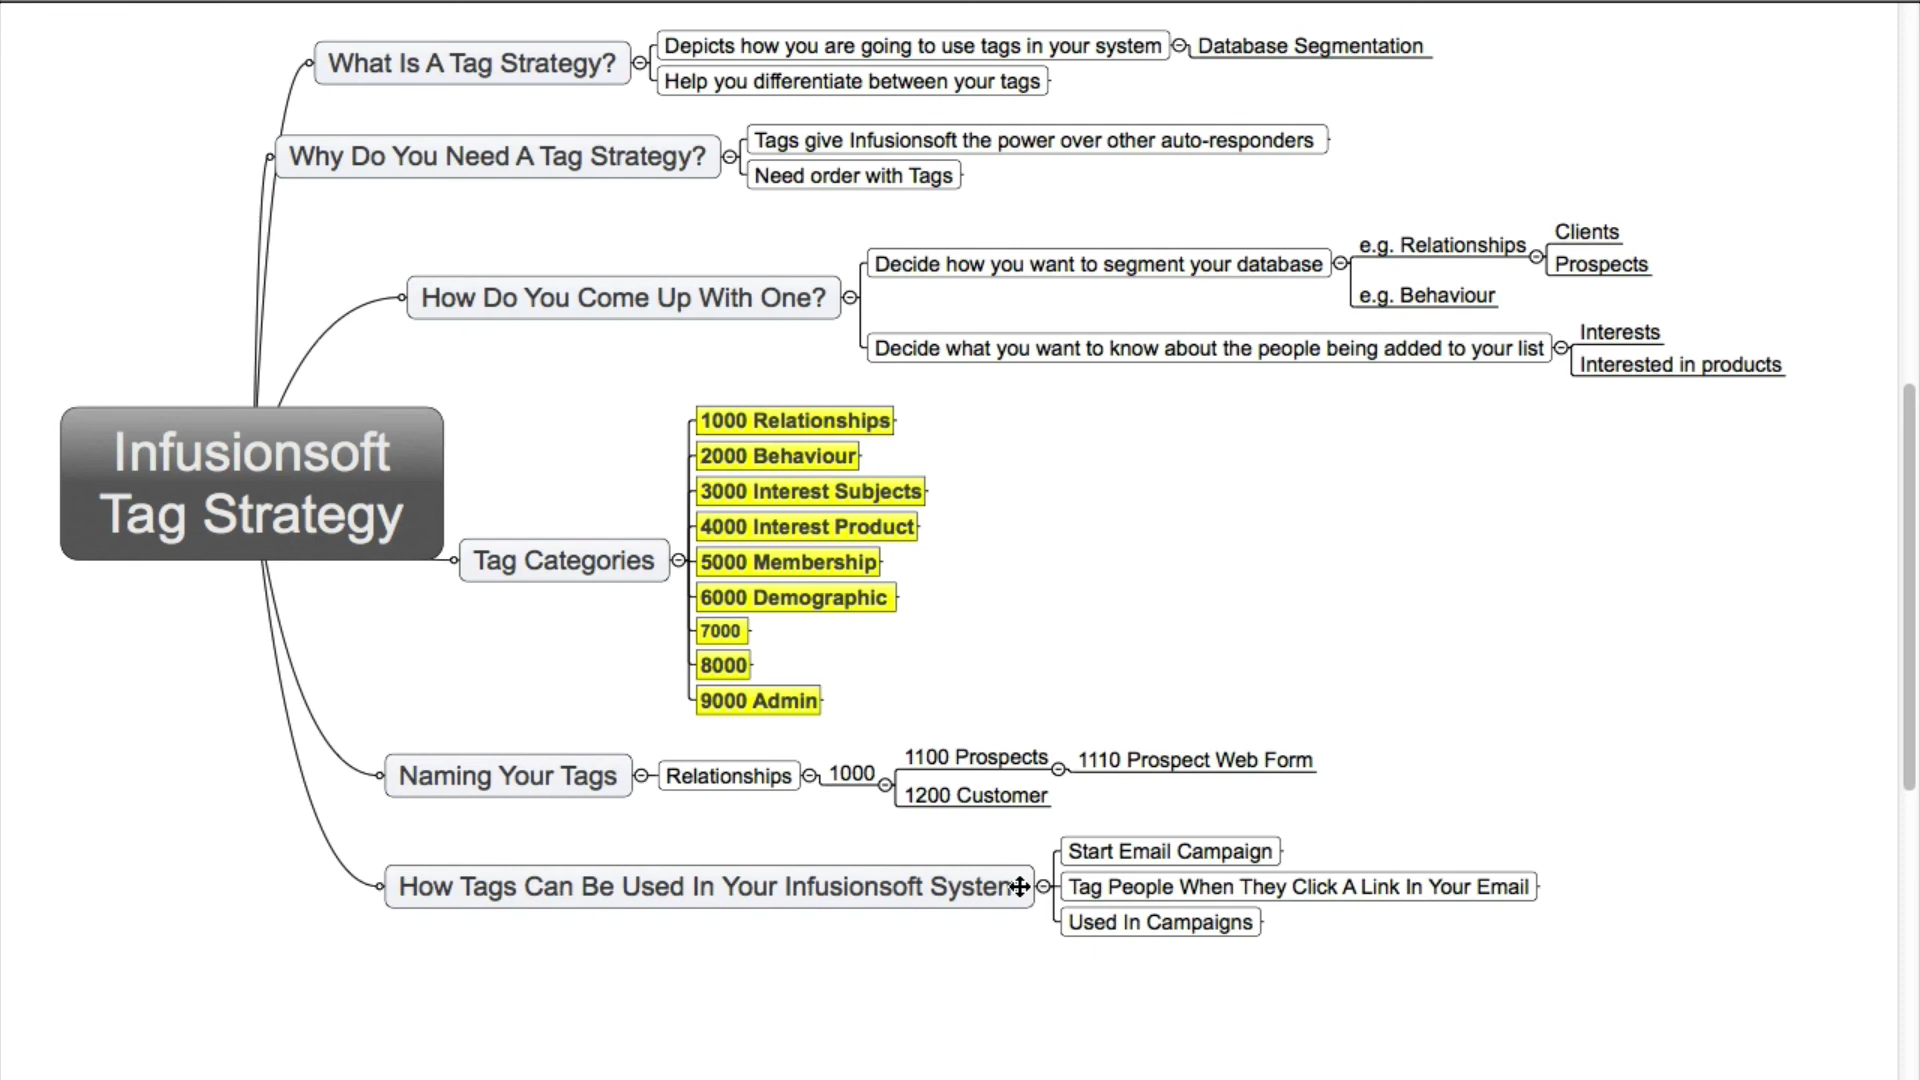 What Is A Tag Strategy?
Depicts how you are going to use tags in your system
Database Segmentation
Help you differentiate between your tags
Why Do You Need A Tag Strategy?
Tags give Infusionsoft the power over other auto-responders
Need order with Tags
How Do You Come Up With One?
Decide how you want to segment your database
e.g. Relationships
Clients
Prospects
e.g. Behaviour
Decide what you want to know about the people being added to your list
Interests
Interested in products
Infusionsoft
Tag Strategy
Tag Categories
1000 Relationships
2000 Behaviour
3000 Interest Subjects
4000 Interest Product
5000 Membership
6000 Demographic
7000
8000
9000 Admin
Naming Your Tags
Relationships
1000
1100 Prospects
1110 Prospect Web Form
1200 Customer
How Tags Can Be Used In Your Infusionsoft System
Start Email Campaign
Tag People When They Click A Link In Your Email
Used In Campaigns